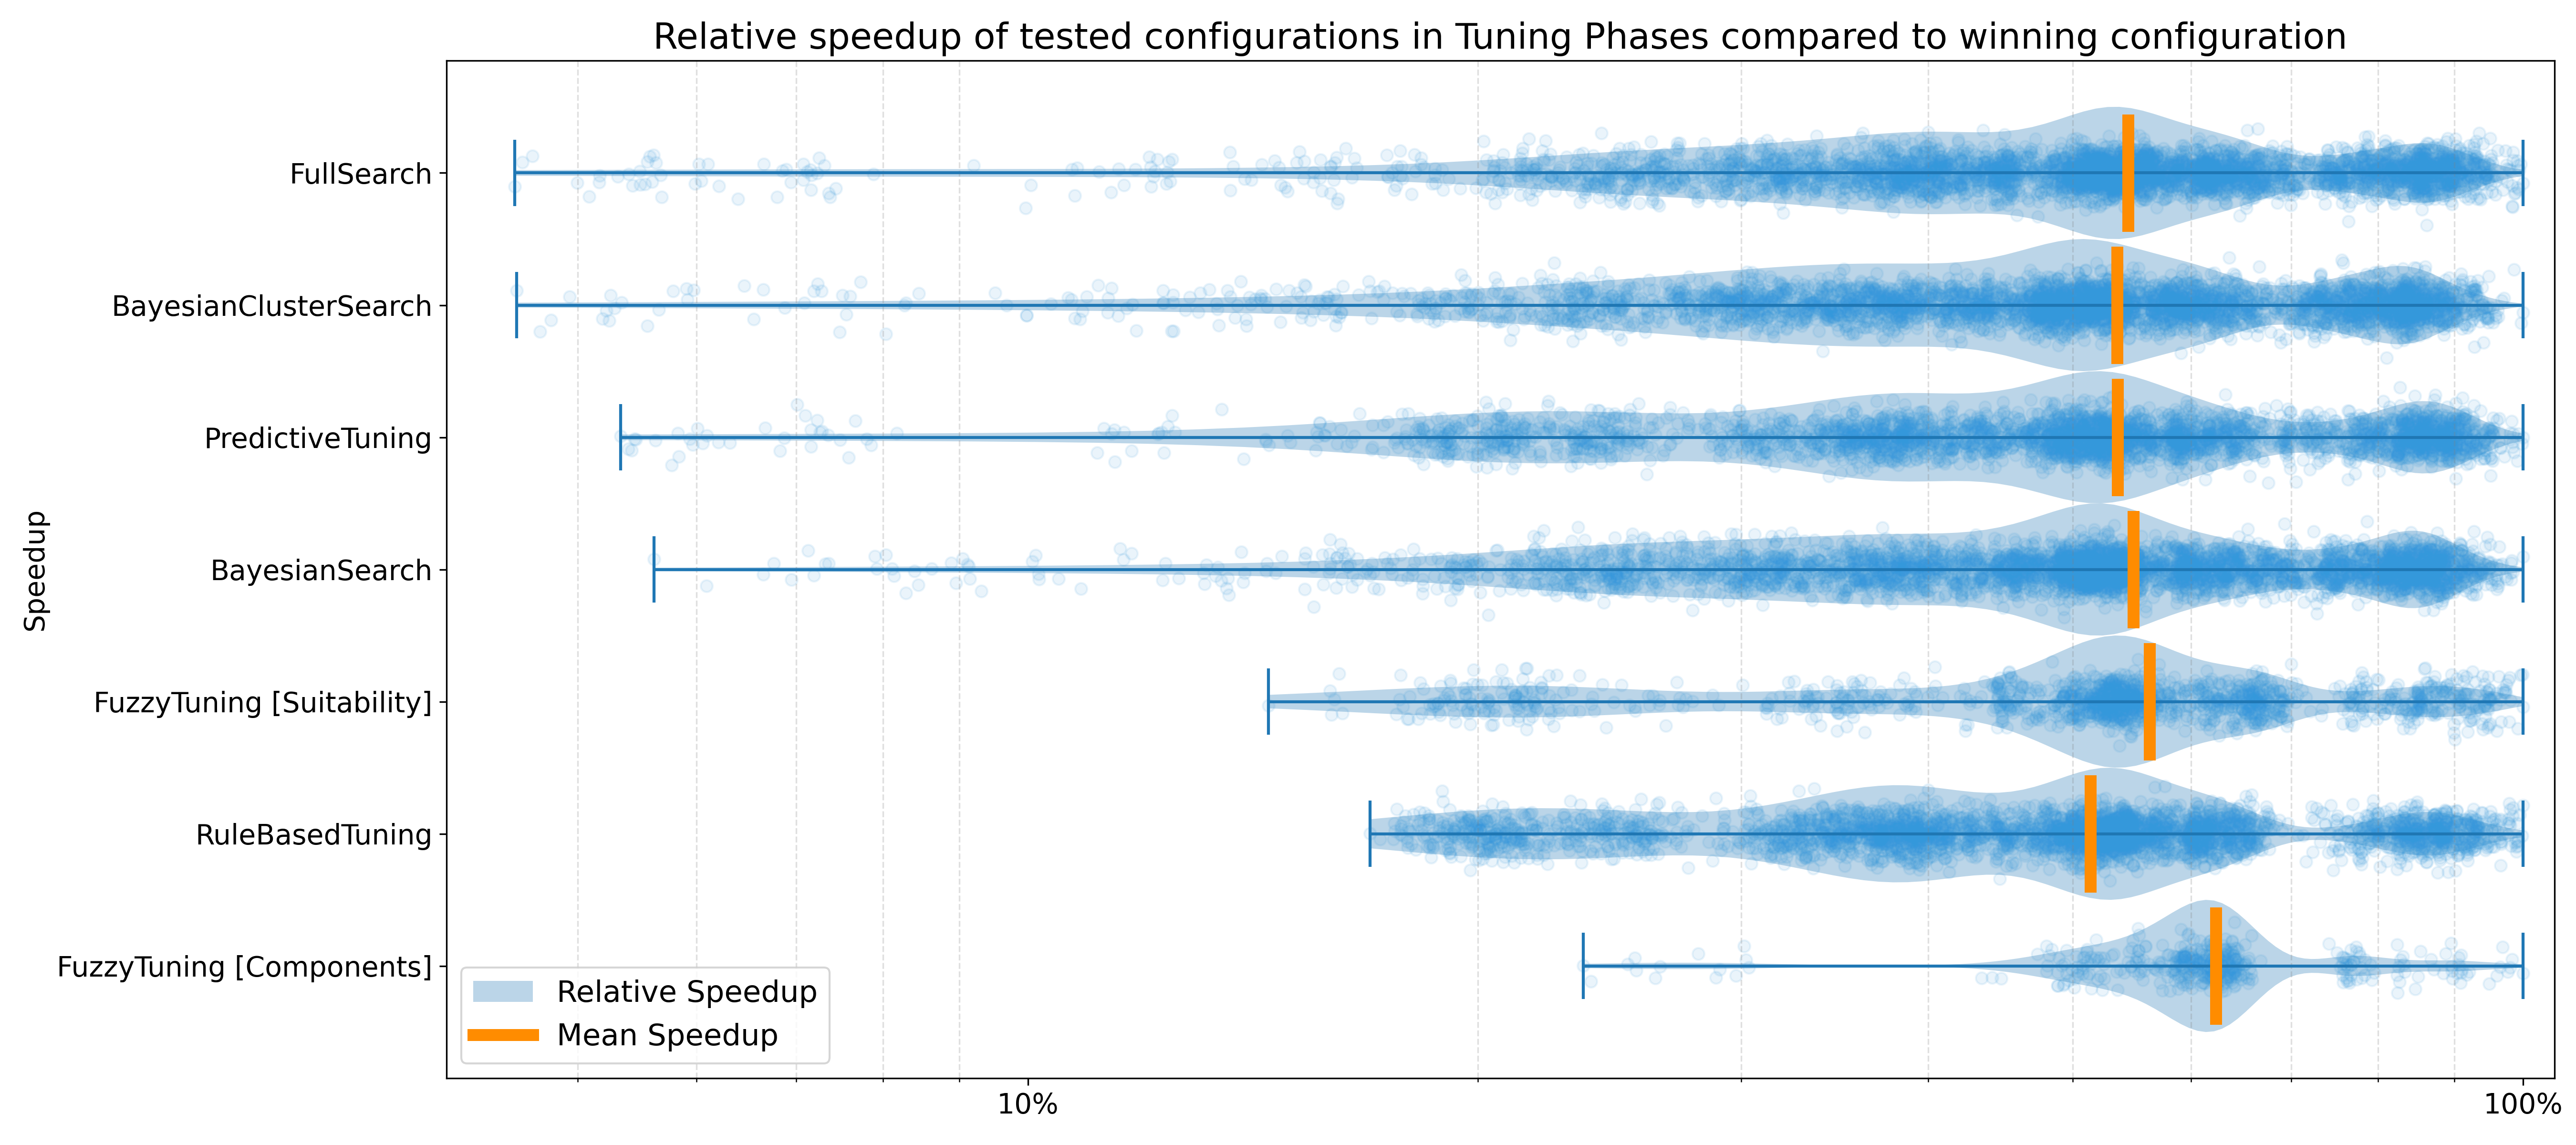 Relative speedup of tested configurations in Tuning Phases compared to winning configuration
Speedup
FullSearch
BayesianClusterSearch
PredictiveTuning
BayesianSearch
FuzzyTuning [Suitability]
RuleBasedTuning
FuzzyTuning [Components]
Relative Speedup
Mean Speedup
10%
100%